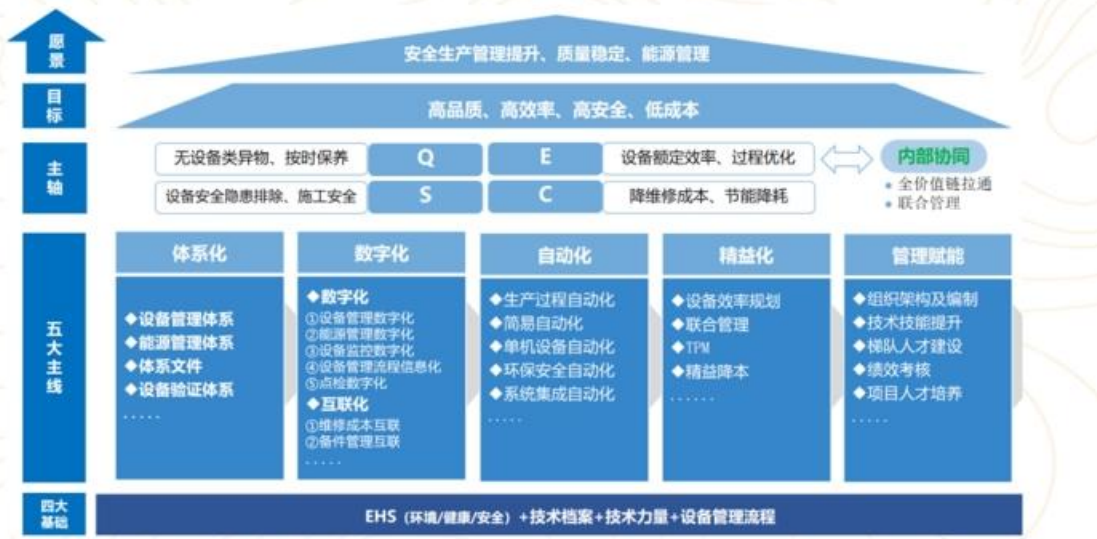 愿景
安全生产管理提升、质量稳定、能源管理
目标
高品质、高效率、高安全、低成本
主轴
无设备类异物、按时保养
Q
E
设备额定效率、过程优化
设备安全隐患排除、施工安全
S
C
降维修成本、节能降耗
内部协同
• 全价值链拉通
• 联合管理
五大主线
体系化
◆设备管理体系
◆能源管理体系
◆体系文件
◆设备验证体系
.....
数字化
◆数字化
①设备管理数字化
②能源管理数字化
③设备监控数字化
④设备管理流程信息化
⑤点检数字化
◆互联化
①维修成本互联
②备件管理互联
.....
自动化
◆生产过程自动化
◆简易自动化
◆单机设备自动化
◆环保安全自动化
◆系统集成自动化
.....
精益化
◆设备效率规划
◆联合管理
◆TPM
◆精益降本
......
管理赋能
◆组织架构及编制
◆技术技能提升
◆梯队人才建设
◆绩效考核
◆项目人才培养
.....
四大基础
EHS（环境/健康/安全）+技术档案+技术力量+设备管理流程